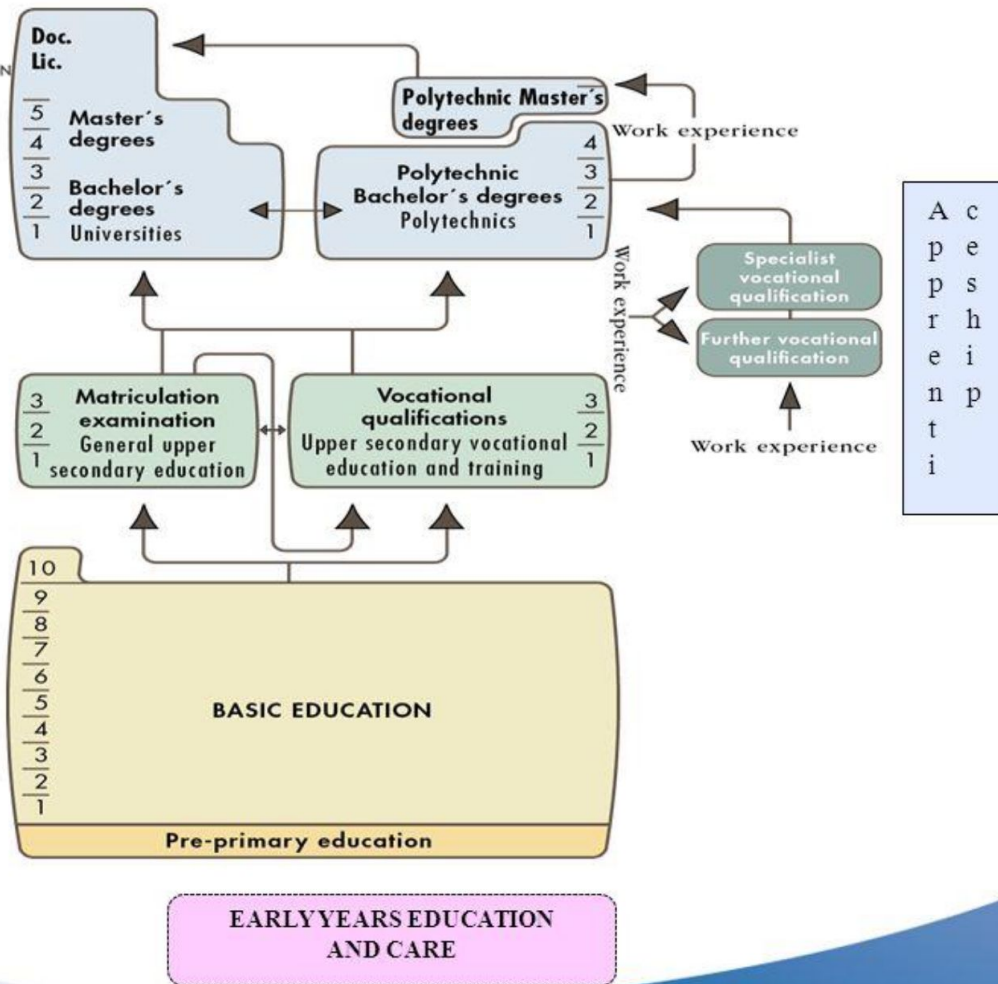 N
Doc.
Lic.
5
4
3
2
1
Master´s
degrees
Bachelor´s
degrees
Universities
Polytechnic Master´s
degrees
Work experience
Polytechnic
Bachelor´s degrees
Polytechnics
4
3
2
1
Work experience
Specialist
vocational
qualification
Further vocational
qualification
Work experience
A c
p e
p s
r h
e i
n p
t
i
3
2
1
Matriculation
examination
General upper
secondary education
Vocational
qualifications
Upper secondary vocational
education and training
3
2
1
10
9
8
7
6
5
4
3
2
1
BASIC EDUCATION
Pre-primary education
EARLY YEARS EDUCATION
AND CARE